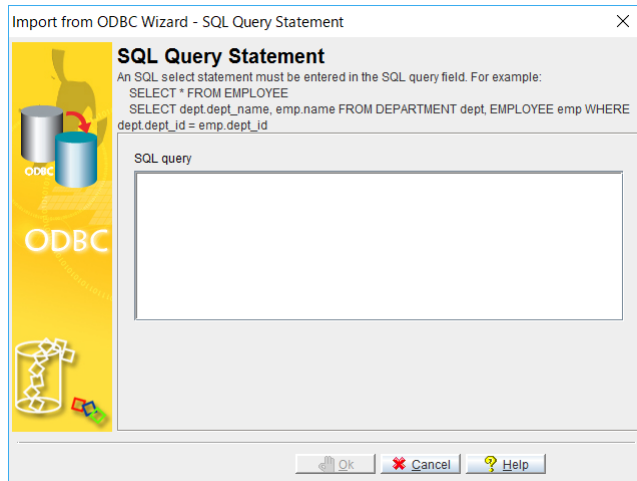 Import from ODBC Wizard - SQL Query Statement
SQL Query Statement
An SQL select statement must be entered in the SQL query field. For example:
SELECT * FROM EMPLOYEE
SELECT dept.dept_name, emp.name FROM DEPARTMENT dept, EMPLOYEE emp WHERE
dept.dept_id = emp.dept_id
ODBC
SQL query
ODBC
Ok
Cancel
Help